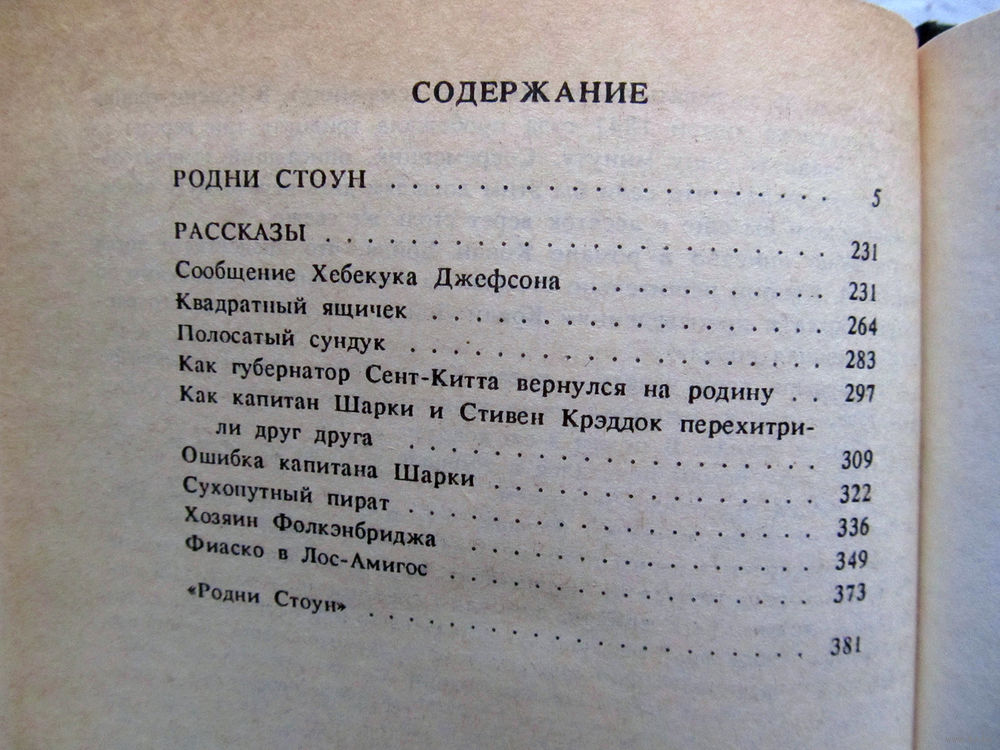 СОДЕРЖАНИЕ
РОДНИ СТОУН . . . . . . . . . . . . . . . . . 5
РАССКАЗЫ . . . . . . . . . . . . . . . . . . . 231
Сообщение Хебекука Джефсона . . . . . . . . . . 231
Квадратный ящичек . . . . . . . . . . . . . . . 264
Полосатый сундук . . . . . . . . . . . . . . . . 283
Как губернатор Сент-Китта вернулся на родину . . 297
Как капитан Шарки и Стивен Крэддок перехитри-
ли друг друга . . . . . . . . . . . . . . . . 309
Ошибка капитана Шарки . . . . . . . . . . . . . 322
Сухопутный пират . . . . . . . . . . . . . . . . 336
Хозяин Фолкэнбриджа . . . . . . . . . . . . . . 349
Фиаско в Лос-Амигос . . . . . . . . . . . . . . 373
«Родни Стоун» . . . . . . . . . . . . . . . . . 381